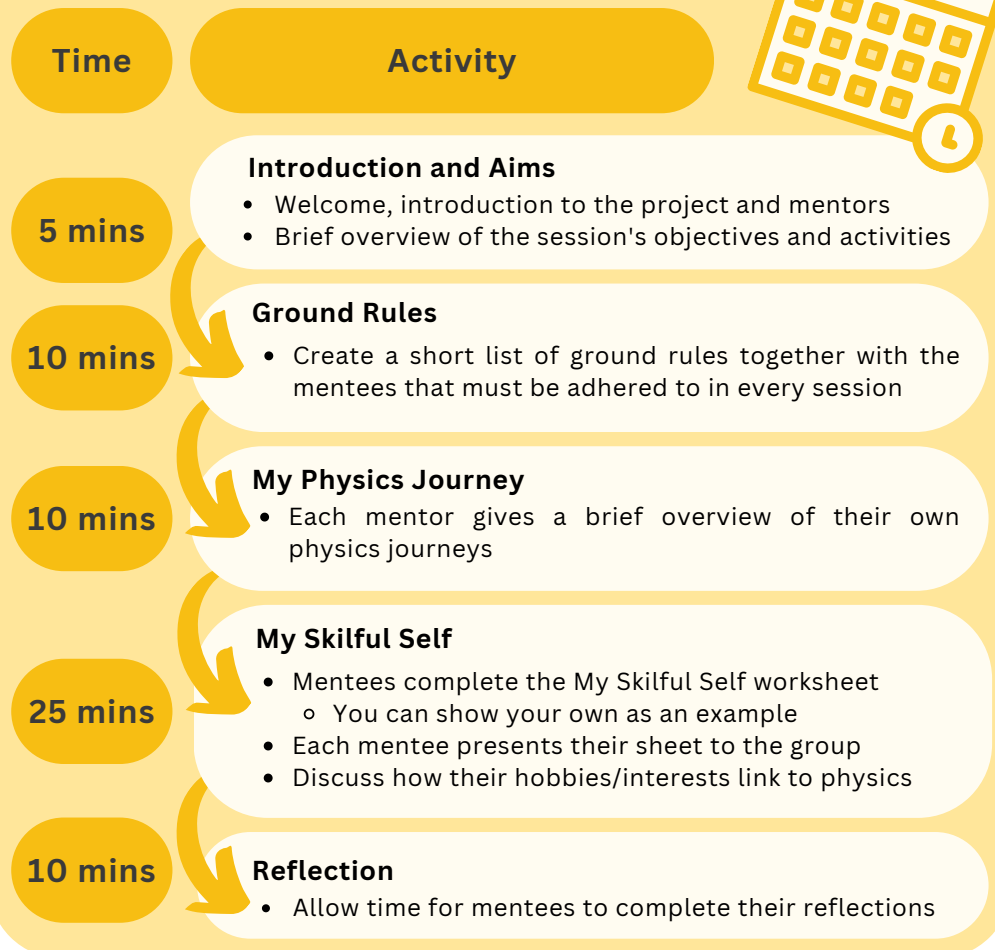 Time
Activity
5 mins
Introduction and Aims
• Welcome, introduction to the project and mentors
• Brief overview of the session's objectives and activities
10 mins
Ground Rules
• Create a short list of ground rules together with the
mentees that must be adhered to in every session
10 mins
My Physics Journey
• Each mentor gives a brief overview of their own
physics journeys
25 mins
My Skilful Self
• Mentees complete the My Skilful Self worksheet
◦ You can show your own as an example
• Each mentee presents their sheet to the group
• Discuss how their hobbies/interests link to physics
10 mins
Reflection
• Allow time for mentees to complete their reflections